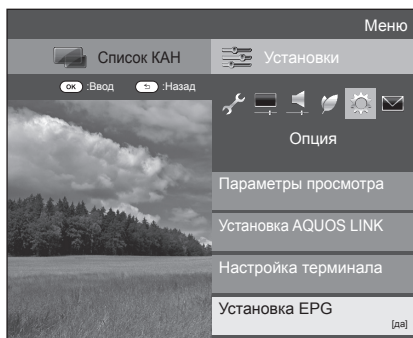 Меню
Список КАН
Установки
OK :Ввод
:Назад
Опция
Параметры просмотра
Установка AQUOS LINK
Настройка терминала
Установка EPG
[да]